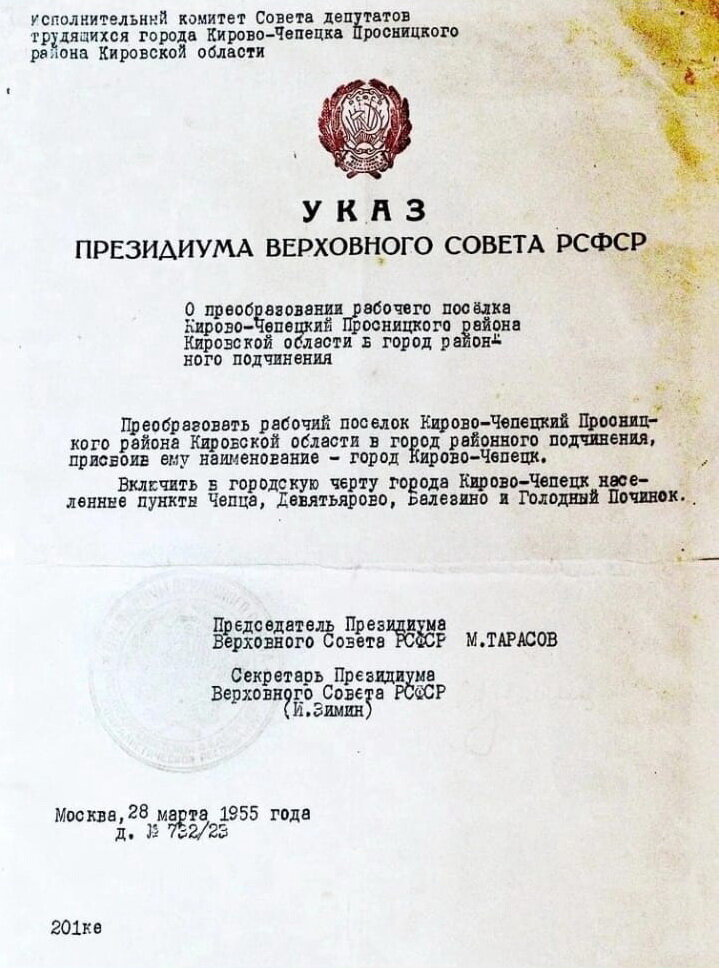 Исполнительный комитет Совета депутатов
трудящихся города Кирово-Чепецка Просницкого
района Кировской области
УКАЗ
ПРЕЗИДИУМА ВЕРХОВНОГО СОВЕТА РСФСР
О преобразовании рабочего посёлка
Кирово-Чепецкий Просницкого района
Кировской области в город район-
ного подчинения
Преобразовать рабочий поселок Кирово-Чепецкий Просниц-
кого района Кировской области в город районного подчинения,
присвоив ему наименование - город Кирово-Чепецк.
Включить в городскую черту города Кирово-Чепецк насе-
ленные пункты Чепца, Девятьярово, Балезино и Голодный Починок.
Председатель Президиума
Верховного Совета РСФСР М.ТАРАСОВ
Секретарь Президиума
Верховного Совета РСФСР
(И.Зимин)
Москва, 28 марта 1955 года
д. № 732/23
201ке